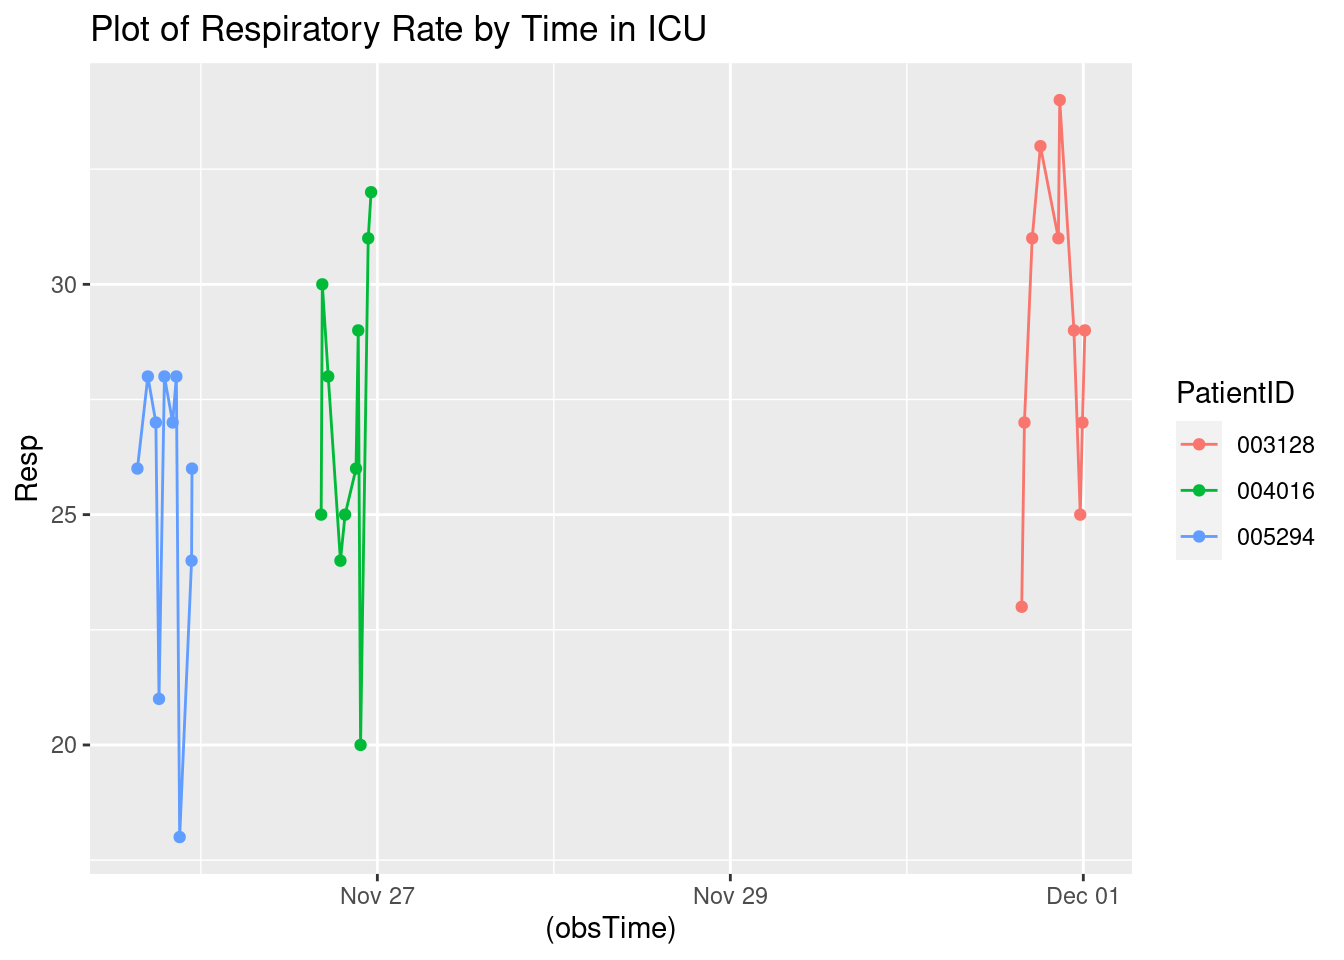 Plot of Respiratory Rate by Time in ICU
30
25
20
Resp
Nov 27
Nov 29
Dec 01
(obsTime)
PatientID
003128
004016
005294